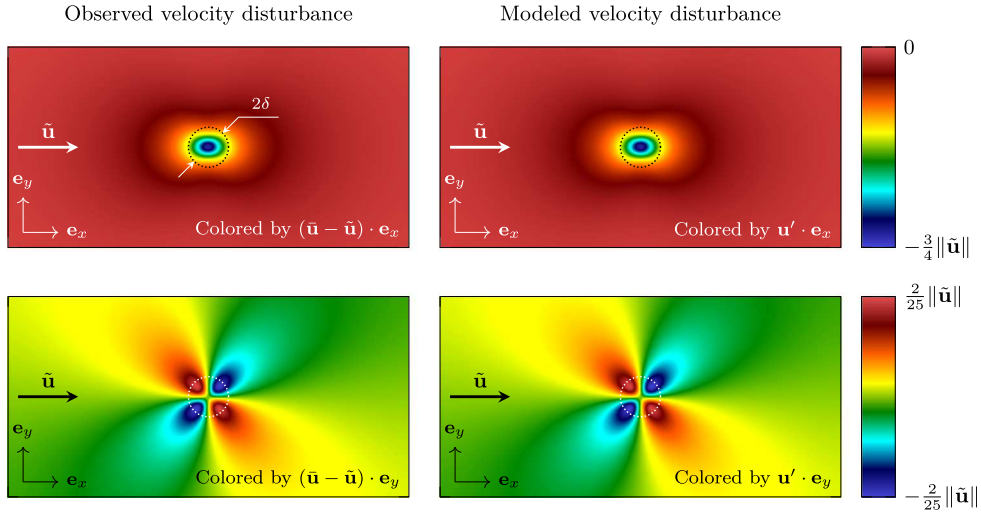 Observed velocity disturbance
Modeled velocity disturbance
2δ
ũ
e_y
e_x
Colored by (ū − ũ) · e_x
ũ
e_y
e_x
Colored by u′ · e_x
0
−3/4‖ũ‖
ũ
e_y
e_x
Colored by (ū − ũ) · e_y
ũ
e_y
e_x
Colored by u′ · e_y
2/25‖ũ‖
−2/25‖ũ‖